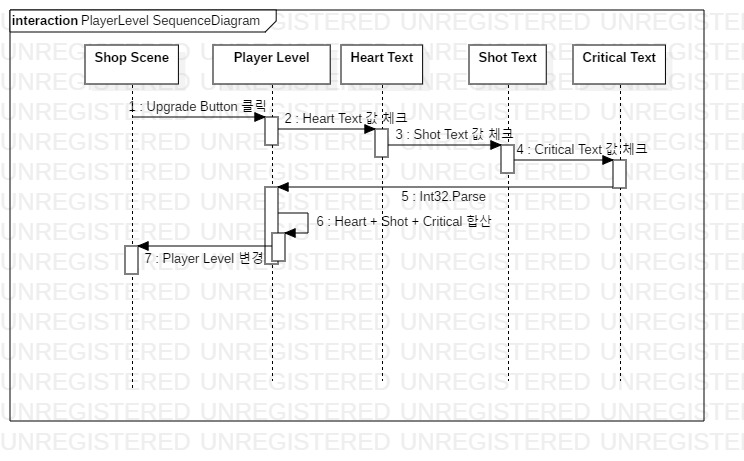 interaction PlayerLevel SequenceDiagram
Shop Scene
Player Level
Heart Text
Shot Text
Critical Text
1 : Upgrade Button 클릭
2 : Heart Text 값 체크
3 : Shot Text 값 체크
4 : Critical Text 값 체크
5 : Int32.Parse
6 : Heart + Shot + Critical 합산
7 : Player Level 변경
UNREGISTERED UNREGISTERED UNREGISTERED UNREGISTERED